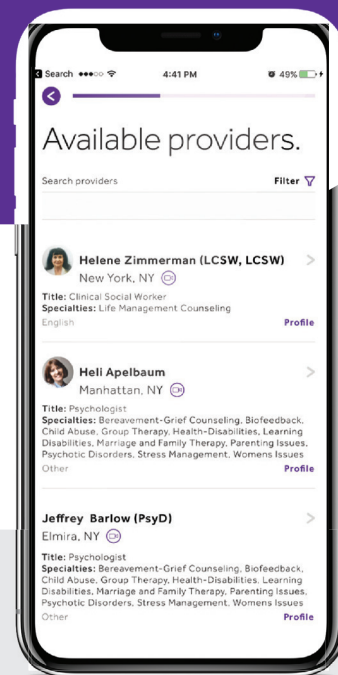 Search
4:41 PM
49%
Available providers.
Search providers
Filter
Helene Zimmerman (LCSW, LCSW)
New York, NY
Title: Clinical Social Worker
Specialties: Life Management Counseling
English
Profile
Heli Apelbaum
Manhattan, NY
Title: Psychologist
Specialties: Bereavement-Grief Counseling, Biofeedback,
Child Abuse, Group Therapy, Health-Disabilities, Learning
Disabilities, Marriage and Family Therapy, Parenting Issues,
Psychotic Disorders, Stress Management, Womens Issues
Other
Profile
Jeffrey Barlow (PsyD)
Elmira, NY
Title: Psychologist
Specialties: Bereavement-Grief Counseling, Biofeedback,
Child Abuse, Group Therapy, Health-Disabilities, Learning
Disabilities, Marriage and Family Therapy, Parenting Issues,
Psychotic Disorders, Stress Management, Womens Issues
Other
Profile